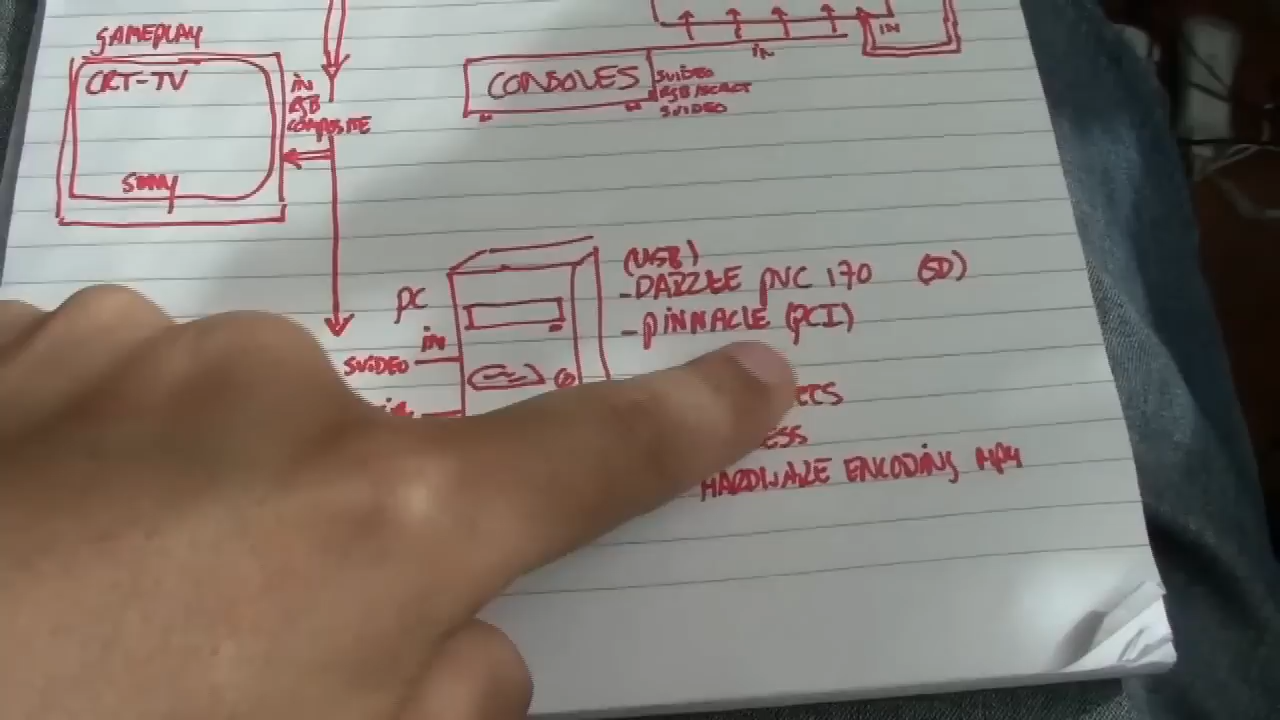 GAMEPLAY
CRT-TV
SONY
IN
RGB
COMPOSITE
IN
IN
CONSOLES
SVIDEO
RGB/SCART
SVIDEO
PC
IN
SVIDEO
(USB)
-DAZZLE DVC 170 (SD)
-PINNACLE (PCI)
HARDWARE ENCODING MP4